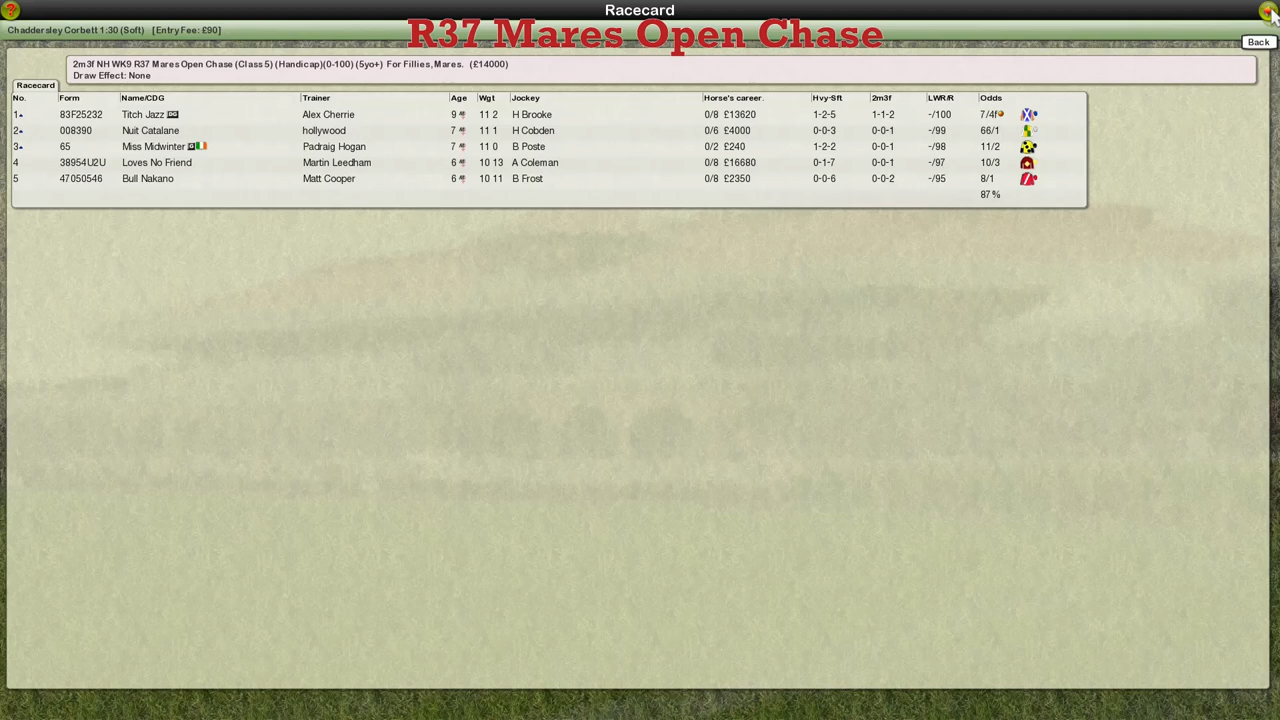 Racecard
R37 Mares Open Chase
Chaddersley Corbett 1:30 (Soft) [Entry Fee: £90]
Back
2m3f NH WK9 R37 Mares Open Chase (Class 5) (Handicap)(0-100) (5yo+) For Fillies, Mares. (£14000)
Draw Effect: None
Racecard
No. Form Name/CDG Trainer Age Wgt Jockey Horse's career. Hvy-Sft 2m3f LWR/R Odds
1 83F25232 Titch Jazz Alex Cherrie 9 11 2 H Brooke 0/8 £13620 1-2-5 1-1-2 -/100 7/4f
2 008390 Nuit Catalane hollywood 7 11 1 H Cobden 0/6 £4000 0-0-3 0-0-1 -/99 66/1
3 65 Miss Midwinter Padraig Hogan 7 11 0 B Poste 0/2 £240 1-2-2 0-0-1 -/98 11/2
4 38954U2U Loves No Friend Martin Leedham 6 10 13 A Coleman 0/8 £16680 0-1-7 0-0-1 -/97 10/3
5 47050546 Bull Nakano Matt Cooper 6 10 11 B Frost 0/8 £2350 0-0-6 0-0-2 -/95 8/1
87%